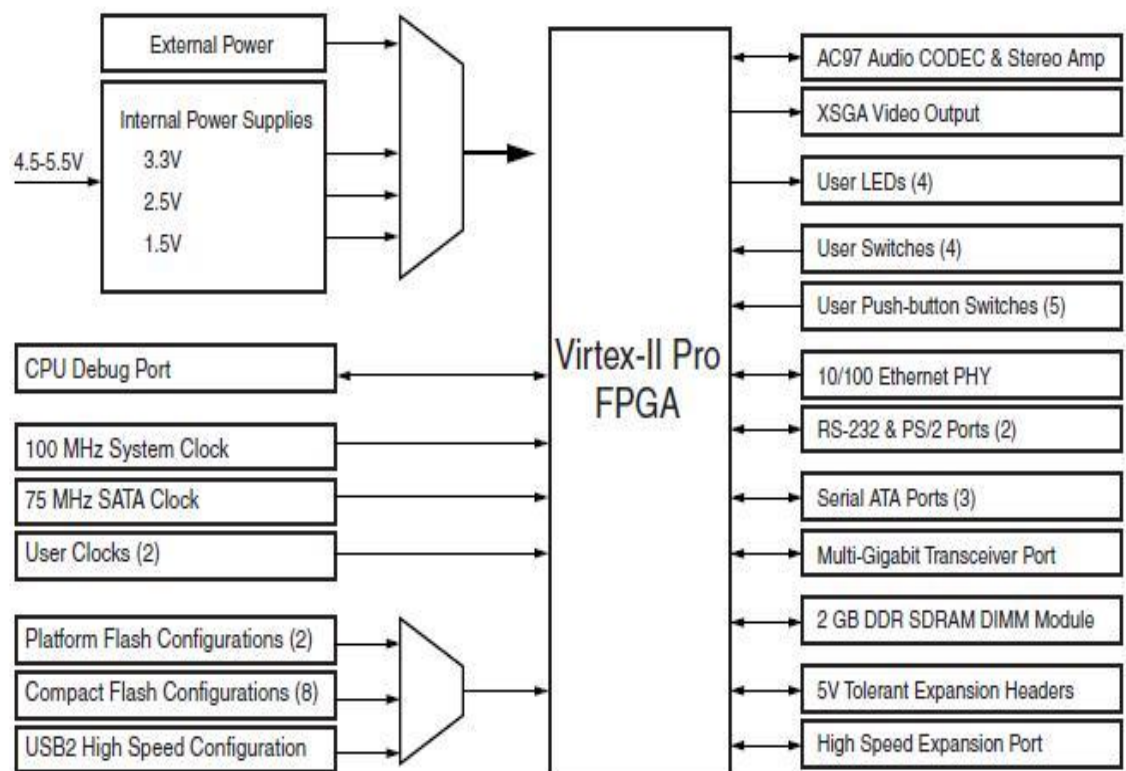 External Power
Internal Power Supplies
4.5-5.5V
3.3V
2.5V
1.5V
CPU Debug Port
100 MHz System Clock
75 MHz SATA Clock
User Clocks (2)
Platform Flash Configurations (2)
Compact Flash Configurations (8)
USB2 High Speed Configuration
Virtex-II Pro
FPGA
AC97 Audio CODEC & Stereo Amp
XSGA Video Output
User LEDs (4)
User Switches (4)
User Push-button Switches (5)
10/100 Ethernet PHY
RS-232 & PS/2 Ports (2)
Serial ATA Ports (3)
Multi-Gigabit Transceiver Port
2 GB DDR SDRAM DIMM Module
5V Tolerant Expansion Headers
High Speed Expansion Port